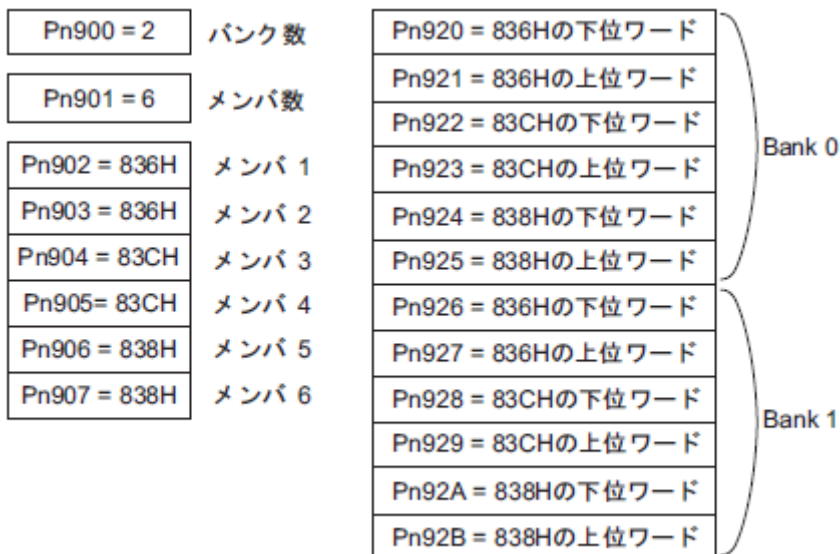 Pn900 = 2 バンク数
Pn901 = 6 メンバ数
Pn902 = 836H メンバ 1
Pn903 = 836H メンバ 2
Pn904 = 83CH メンバ 3
Pn905= 83CH メンバ 4
Pn906 = 838H メンバ 5
Pn907 = 838H メンバ 6
Pn920 = 836Hの下位ワード
Pn921 = 836Hの上位ワード
Pn922 = 83CHの下位ワード
Pn923 = 83CHの上位ワード
Pn924 = 838Hの下位ワード
Pn925 = 838Hの上位ワード
Bank 0
Pn926 = 836Hの下位ワード
Pn927 = 836Hの上位ワード
Pn928 = 83CHの下位ワード
Pn929 = 83CHの上位ワード
Pn92A = 838Hの下位ワード
Pn92B = 838Hの上位ワード
Bank 1